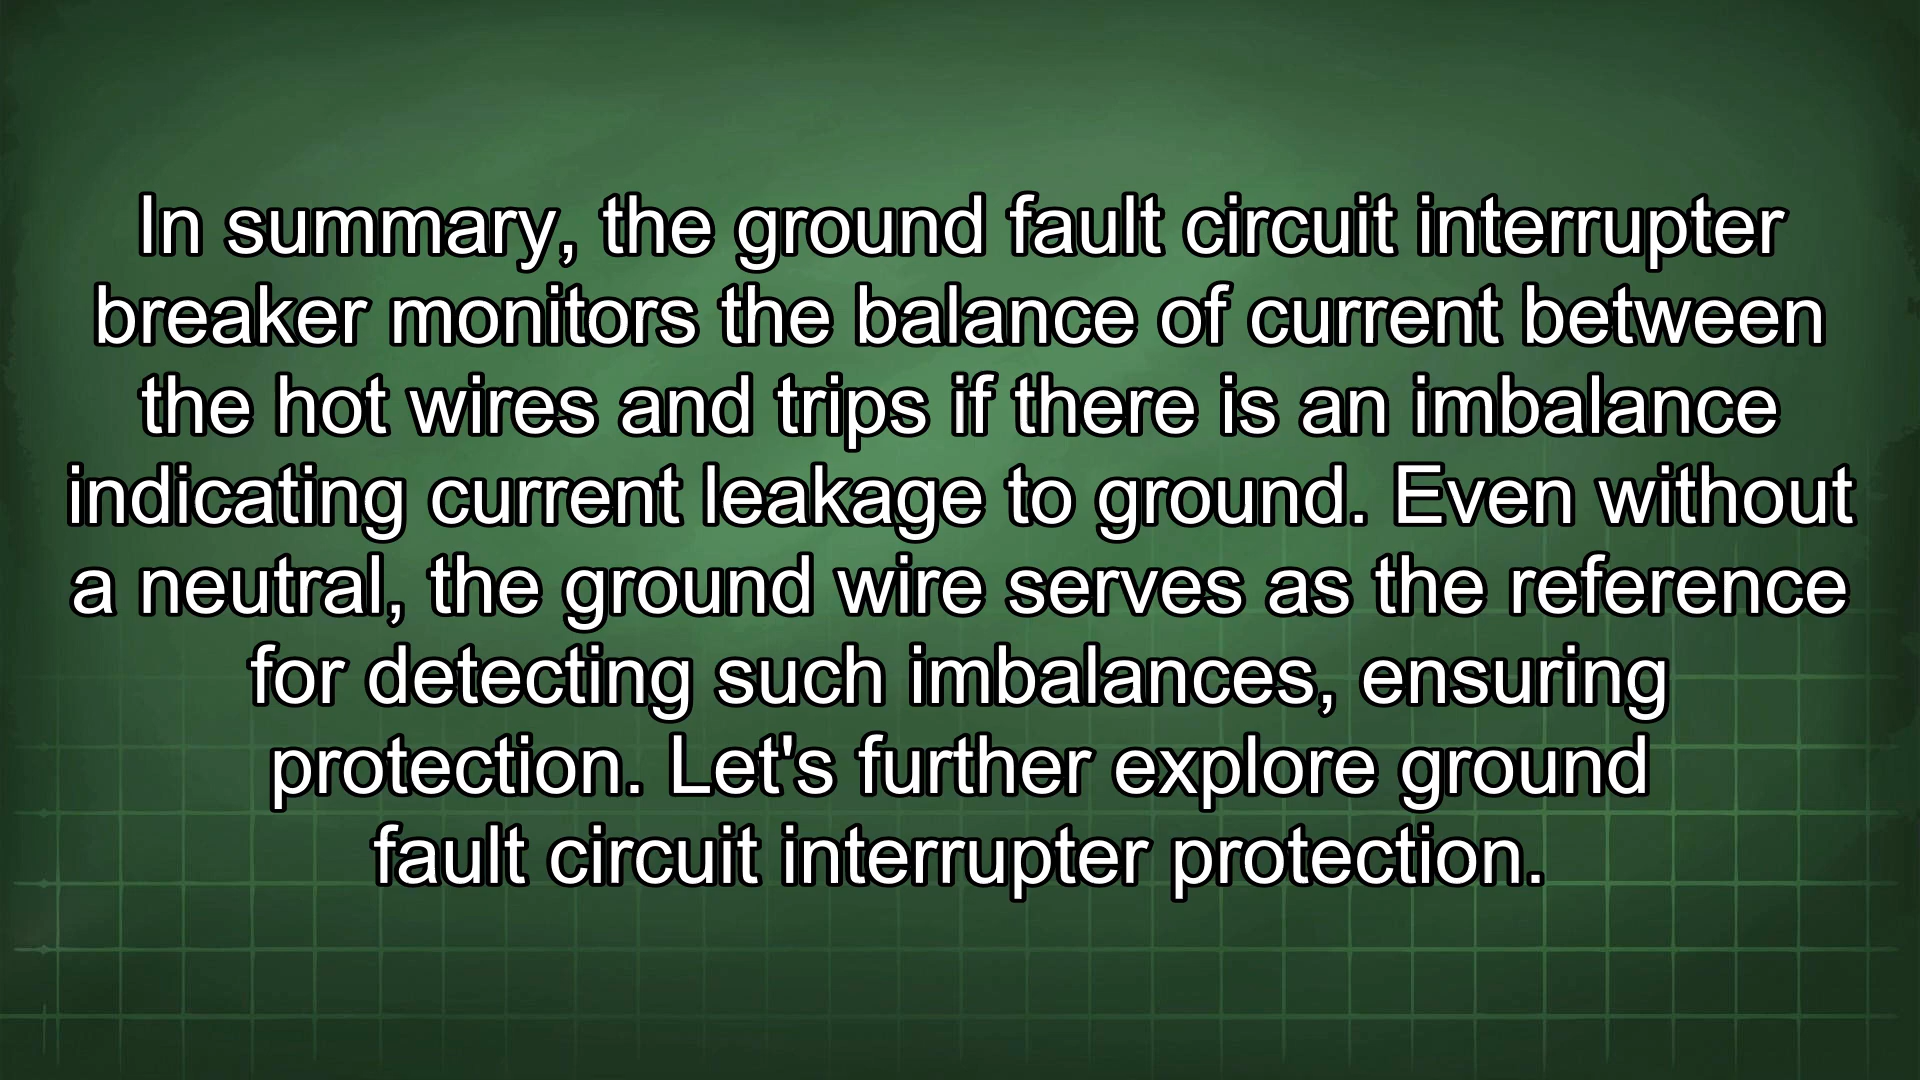 In summary, the ground fault circuit interrupter
breaker monitors the balance of current between
the hot wires and trips if there is an imbalance
indicating current leakage to ground. Even without
a neutral, the ground wire serves as the reference
for detecting such imbalances, ensuring
protection. Let's further explore ground
fault circuit interrupter protection.